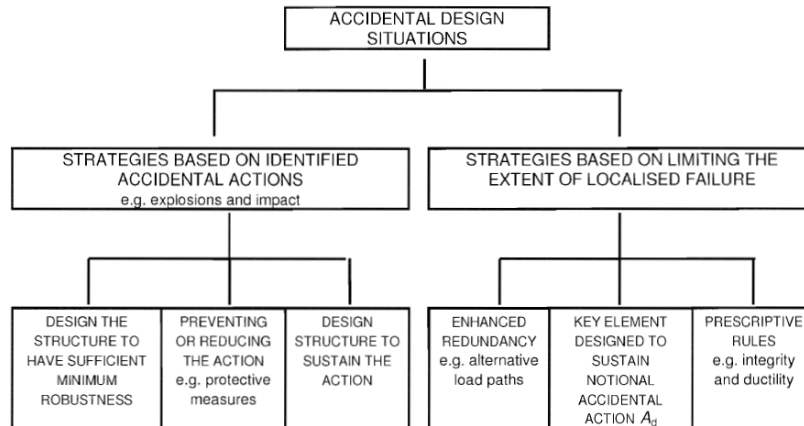 ACCIDENTAL DESIGN
SITUATIONS
STRATEGIES BASED ON IDENTIFIED
ACCIDENTAL ACTIONS
e.g. explosions and impact
STRATEGIES BASED ON LIMITING THE
EXTENT OF LOCALISED FAILURE
DESIGN THE
STRUCTURE TO
HAVE SUFFICIENT
MINIMUM
ROBUSTNESS
PREVENTING
OR REDUCING
THE ACTION
e.g. protective
measures
DESIGN
STRUCTURE TO
SUSTAIN THE
ACTION
ENHANCED
REDUNDANCY
e.g. alternative
load paths
KEY ELEMENT
DESIGNED TO
SUSTAIN
NOTIONAL
ACCIDENTAL
ACTION Ad
PRESCRIPTIVE
RULES
e.g. integrity
and ductility